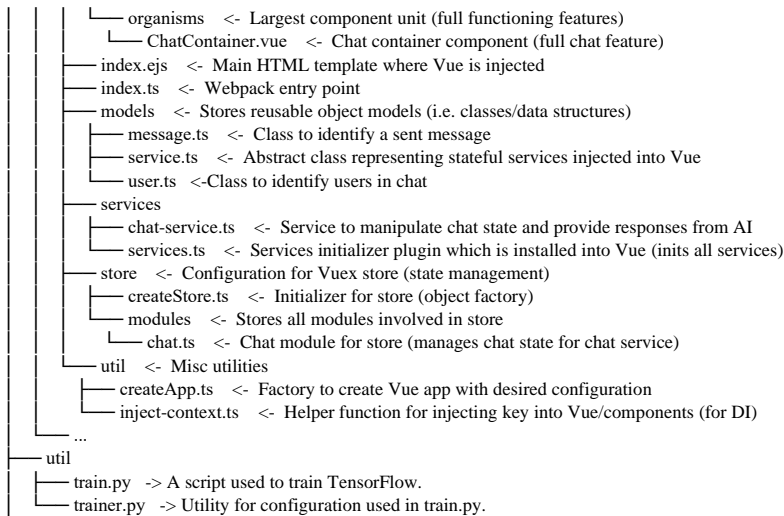 organisms <- Largest component unit (full functioning features)
ChatContainer.vue <- Chat container component (full chat feature)
index.ejs <- Main HTML template where Vue is injected
index.ts <- Webpack entry point
models <- Stores reusable object models (i.e. classes/data structures)
message.ts <- Class to identify a sent message
service.ts <- Abstract class representing stateful services injected into Vue
user.ts <-Class to identify users in chat
services
chat-service.ts <- Service to manipulate chat state and provide responses from AI
services.ts <- Services initializer plugin which is installed into Vue (inits all services)
store <- Configuration for Vuex store (state management)
createStore.ts <- Initializer for store (object factory)
modules <- Stores all modules involved in store
chat.ts <- Chat module for store (manages chat state for chat service)
util <- Misc utilities
createApp.ts <- Factory to create Vue app with desired configuration
inject-context.ts <- Helper function for injecting key into Vue/components (for DI)
...
util
train.py -> A script used to train TensorFlow.
trainer.py -> Utility for configuration used in train.py.